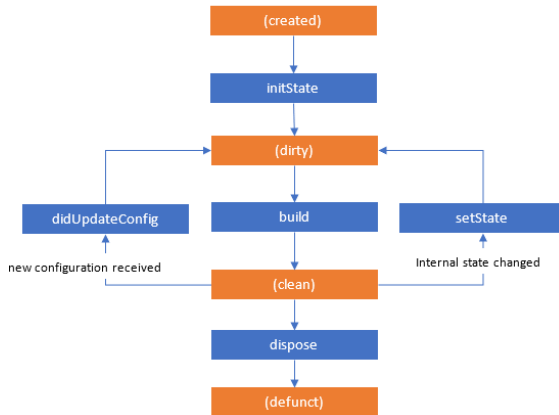 (created)
initState
(dirty)
didUpdateConfig
build
setState
new configuration received
Internal state changed
(clean)
dispose
(defunct)